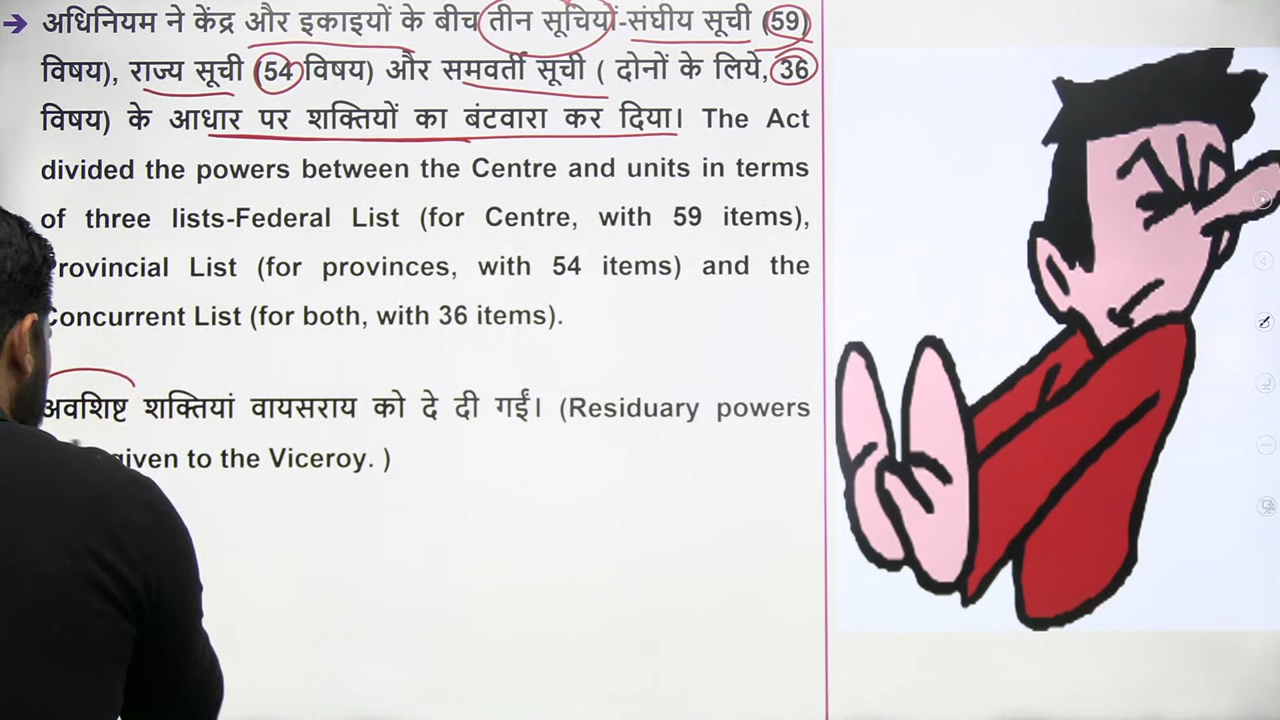 अधिनियम ने केंद्र और इकाइयों के बीच तीन सूचियों-संघीय सूची (59)
विषय), राज्य सूची (54 विषय) और समवर्ती सूची ( दोनों के लिये, 36
विषय) के आधार पर शक्तियों का बंटवारा कर दिया। The Act
divided the powers between the Centre and units in terms
of three lists-Federal List (for Centre, with 59 items),
Provincial List (for provinces, with 54 items) and the
Concurrent List (for both, with 36 items).
अवशिष्ट शक्तियां वायसराय को दे दी गईं। (Residuary powers
given to the Viceroy. )